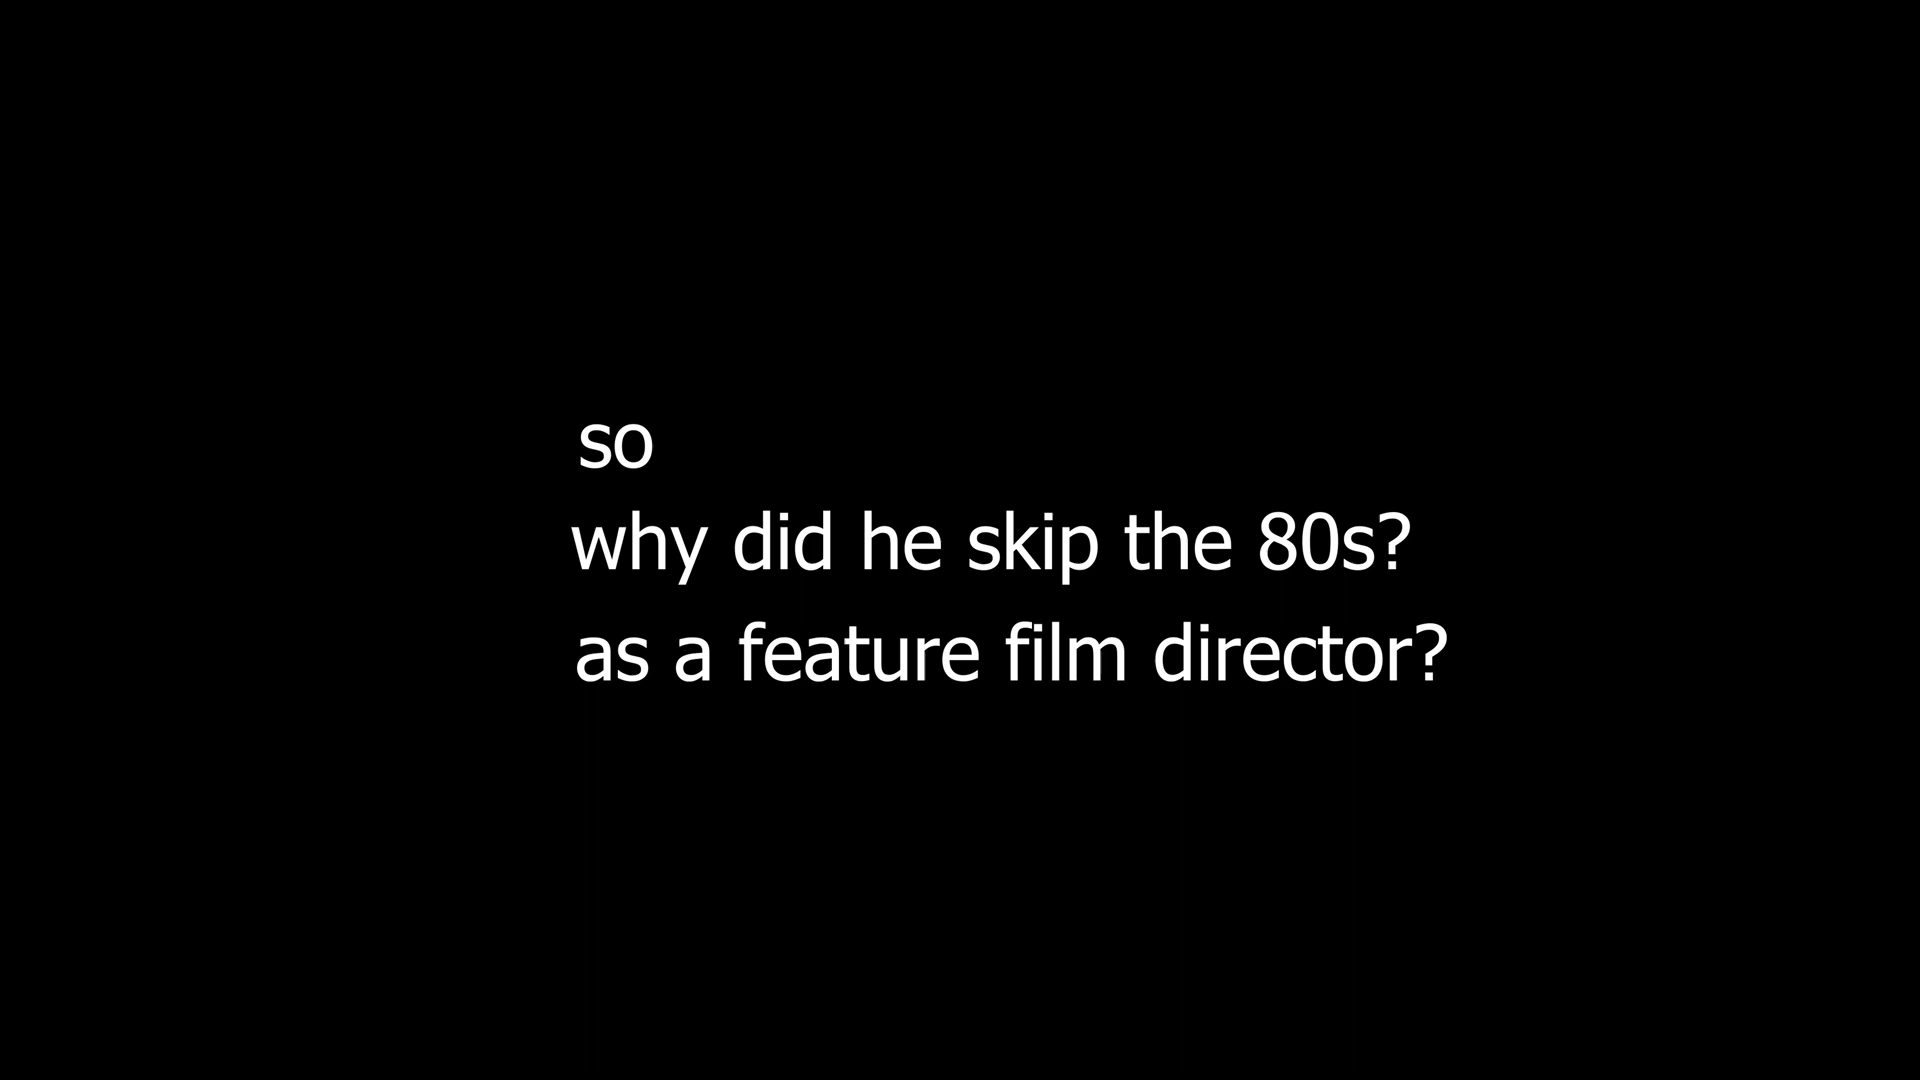 so
why did he skip the 80s?
as a feature film director?